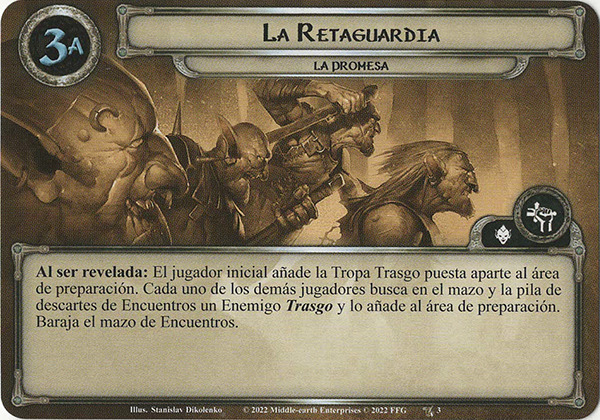 3A
La Retaguardia
La promesa
Al ser revelada: El jugador inicial añade la Tropa Trasgo puesta aparte al área
de preparación. Cada uno de los demás jugadores busca en el mazo y la pila de
descartes de Encuentros un Enemigo Trasgo y lo añade al área de preparación.
Baraja el mazo de Encuentros.
Illus. Stanislav Dikolenko © 2022 Middle-earth Enterprises © 2022 FFG 3